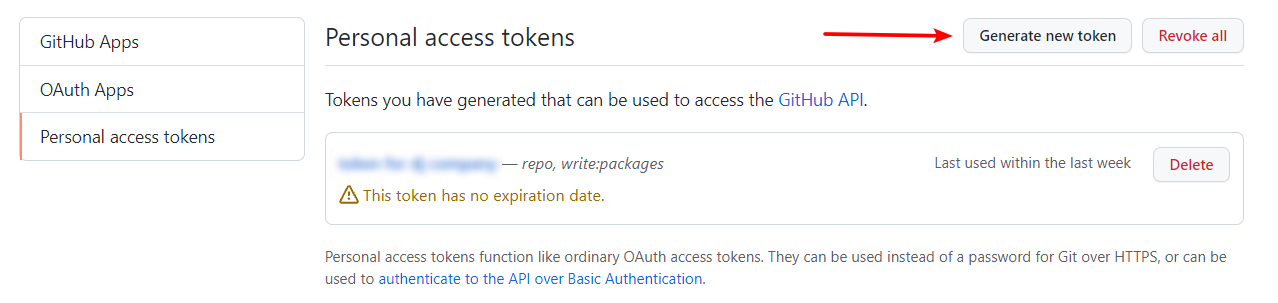 GitHub Apps
OAuth Apps
Personal access tokens
Personal access tokens
Generate new token
Revoke all
Tokens you have generated that can be used to access the GitHub API.
— repo, write:packages
Last used within the last week
Delete
This token has no expiration date.
Personal access tokens function like ordinary OAuth access tokens. They can be used instead of a password for Git over HTTPS, or can be
used to authenticate to the API over Basic Authentication.